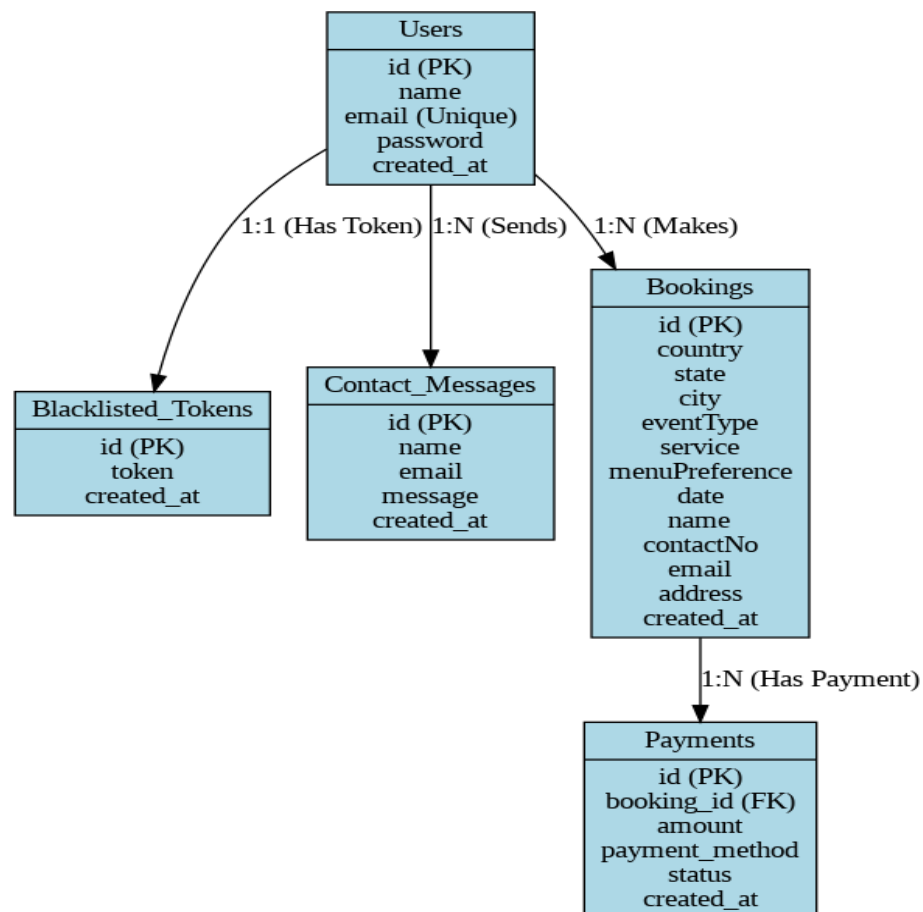 Users
id (PK)
name
email (Unique)
password
created_at
1:1 (Has Token)
1:N (Sends)
1:N (Makes)
Blacklisted_Tokens
id (PK)
token
created_at
Contact_Messages
id (PK)
name
email
message
created_at
Bookings
id (PK)
country
state
city
eventType
service
menuPreference
date
name
contactNo
email
address
created_at
1:N (Has Payment)
Payments
id (PK)
booking_id (FK)
amount
payment_method
status
created_at